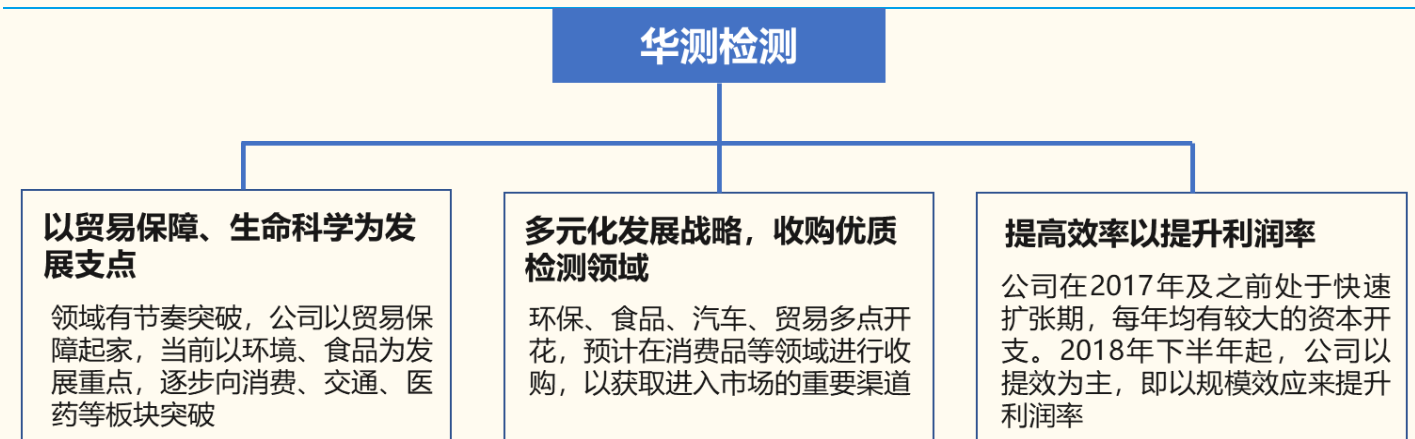 华测检测
以贸易保障、生命科学为发
展支点
领域有节奏突破，公司以贸易保
障起家，当前以环境、食品为发
展重点，逐步向消费、交通、医
药等板块突破
多元化发展战略，收购优质
检测领域
环保、食品、汽车、贸易多点开
花，预计在消费品等领域进行收
购，以获取进入市场的重要渠道
提高效率以提升利润率
公司在2017年及之前处于快速
扩张期，每年均有较大的资本开
支。2018年下半年起，公司以
提效为主，即以规模效应来提升
利润率